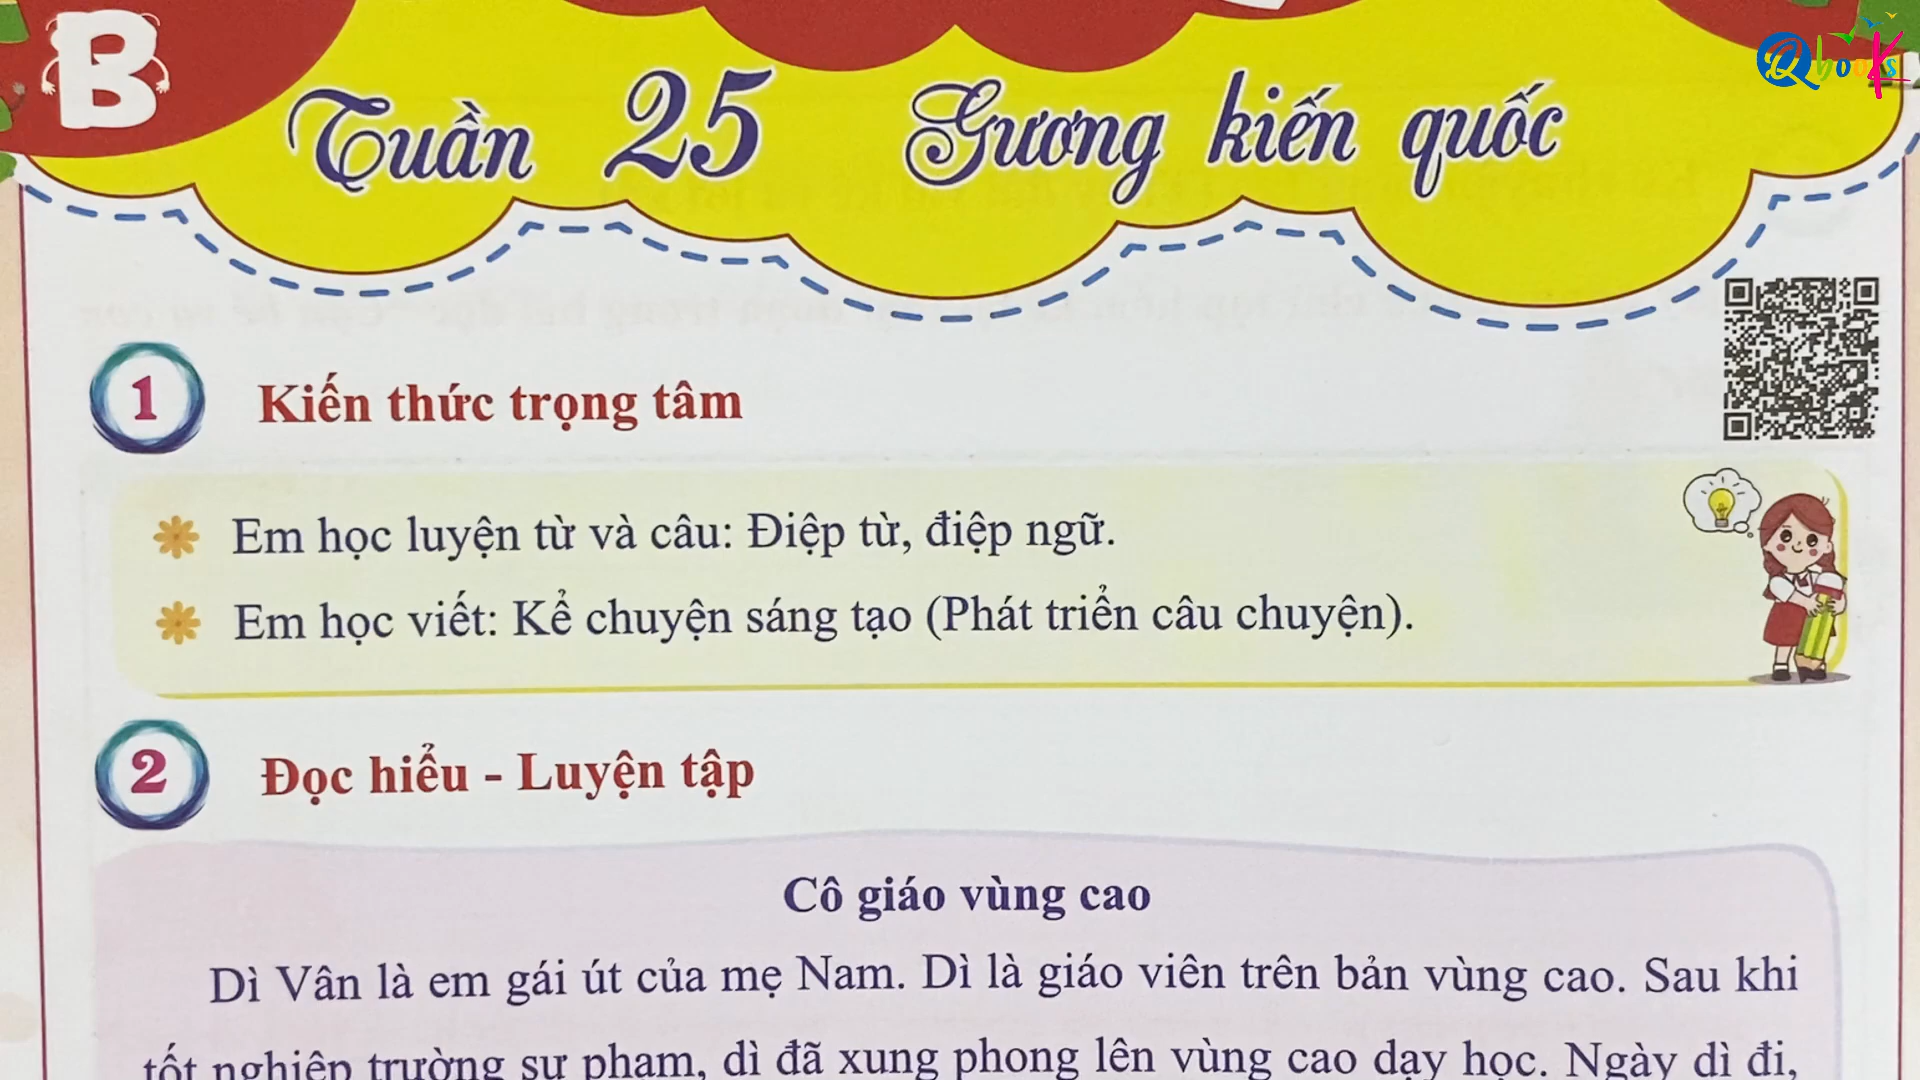 B
Qbooks
Tuần 25 Gương kiến quốc
1 Kiến thức trọng tâm
Em học luyện từ và câu: Điệp từ, điệp ngữ.
Em học viết: Kể chuyện sáng tạo (Phát triển câu chuyện).
2 Đọc hiểu - Luyện tập
Cô giáo vùng cao
Dì Vân là em gái út của mẹ Nam. Dì là giáo viên trên bản vùng cao. Sau khi
tốt nghiệp trường sư phạm, dì đã xung phong lên vùng cao dạy học. Ngày dì đi,